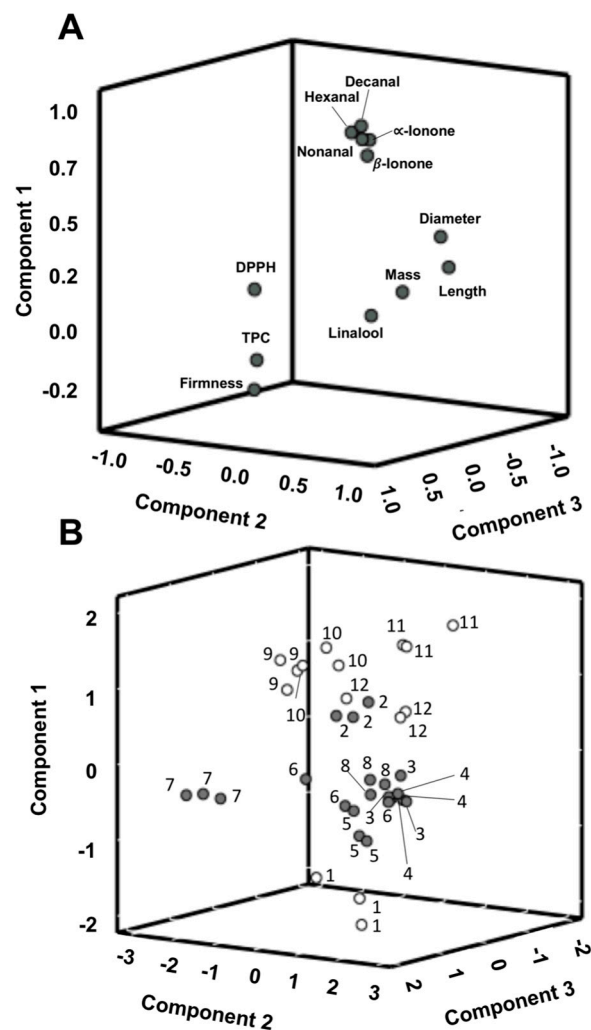 A
Decanal
Hexanal
∝-Ionone
Nonanal
β-Ionone
Diameter
DPPH
Mass
Length
Linalool
TPC
Firmness
Component 1
1.0
0.7
0.5
0.2
0.0
-0.2
-1.0 -0.5 0.0 0.5 1.0
Component 2
1.0 0.5 0.0 -0.5 -1.0
Component 3
B
Component 1
2
1
0
-1
-2
11
10 11 11
9 9 10
9 12
10 2 12
2 2 12
6 8 8 3 4
7 7 7
8 4
6 3 6 3
5
5 5 4
1
1
1
-3 -2 -1 0 1 2 3
Component 2
2 1 0 -1 -2
Component 3